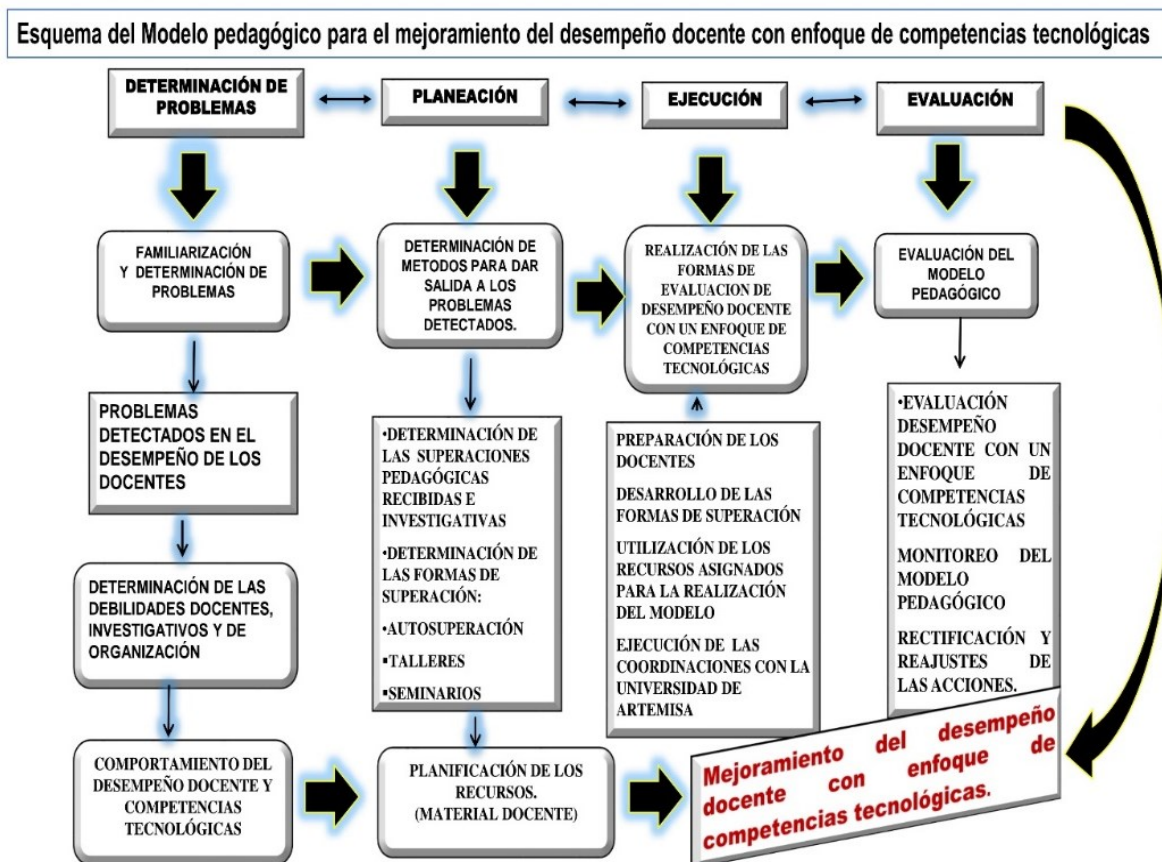 Esquema del Modelo pedagógico para el mejoramiento del desempeño docente con enfoque de competencias tecnológicas
DETERMINACIÓN DE
PROBLEMAS
PLANEACIÓN
EJECUCIÓN
EVALUACIÓN
FAMILIARIZACIÓN
Y DETERMINACIÓN DE
PROBLEMAS
DETERMINACIÓN DE
METODOS PARA DAR
SALIDA A LOS
PROBLEMAS
DETECTADOS.
REALIZACIÓN DE LAS
FORMAS DE
EVALUACION DE
DESEMPEÑO DOCENTE
CON UN ENFOQUE DE
COMPETENCIAS
TECNOLÓGICAS
EVALUACIÓN DEL
MODELO
PEDAGÓGICO
PROBLEMAS
DETECTADOS EN EL
DESEMPEÑO DE LOS
DOCENTES
•DETERMINACIÓN DE
LAS SUPERACIONES
PEDAGÓGICAS
RECIBIDAS E
INVESTIGATIVAS
•DETERMINACIÓN DE
LAS FORMAS DE
SUPERACIÓN:
•AUTOSUPERACIÓN
▪TALLERES
▪SEMINARIOS
PREPARACIÓN DE LOS
DOCENTES
DESARROLLO DE LAS
FORMAS DE SUPERACIÓN
UTILIZACIÓN DE LOS
RECURSOS ASIGNADOS
PARA LA REALIZACIÓN
DEL MODELO
EJECUCIÓN DE LAS
COORDINACIONES CON LA
UNIVERSIDAD DE
ARTEMISA
•EVALUACIÓN
DESEMPEÑO
DOCENTE CON UN
ENFOQUE DE
COMPETENCIAS
TECNOLÓGICAS
MONITOREO DEL
MODELO
PEDAGÓGICO
RECTIFICACIÓN Y
REAJUSTES DE
LAS ACCIONES.
DETERMINACIÓN DE LAS
DEBILIDADES DOCENTES,
INVESTIGATIVOS Y DE
ORGANIZACIÓN
COMPORTAMIENTO DEL
DESEMPEÑO DOCENTE Y
COMPETENCIAS
TECNOLÓGICAS
PLANIFICACIÓN DE LOS
RECURSOS.
(MATERIAL DOCENTE)
Mejoramiento del desempeño
docente con enfoque de
competencias tecnológicas.